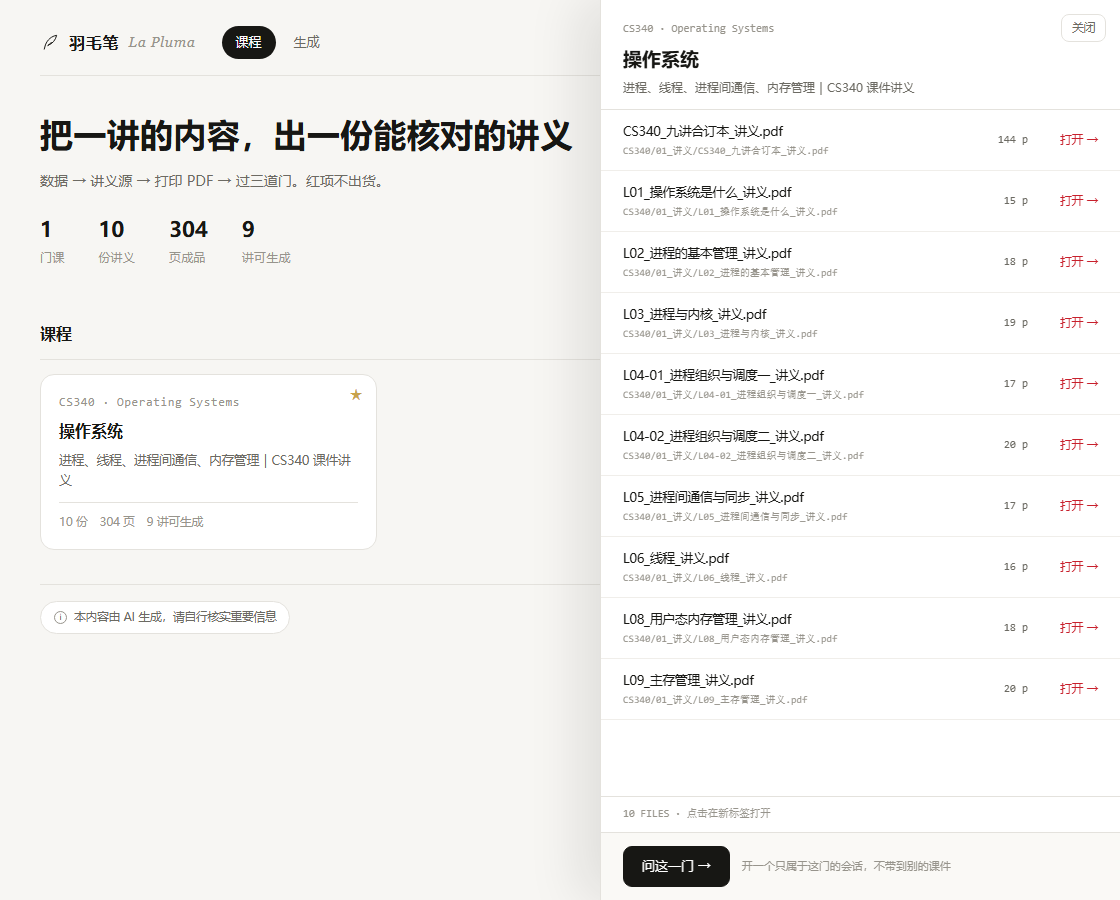 羽毛笔 La Pluma 课程 生成
把一讲的内容，出一份能核对的讲义
数据 → 讲义源 → 打印 PDF → 过三道门。红项不出货。
1 10 304 9
门课 份讲义 页成品 讲可生成
课程
CS340 · Operating Systems ★
操作系统
进程、线程、进程间通信、内存管理 | CS340 课件讲
义
10 份 304 页 9 讲可生成
本内容由 AI 生成，请自行核实重要信息
CS340 · Operating Systems 关闭
操作系统
进程、线程、进程间通信、内存管理 | CS340 课件讲义
CS340_九讲合订本_讲义.pdf 144 p 打开 →
CS340/01_讲义/CS340_九讲合订本_讲义.pdf
L01_操作系统是什么_讲义.pdf 15 p 打开 →
CS340/01_讲义/L01_操作系统是什么_讲义.pdf
L02_进程的基本管理_讲义.pdf 18 p 打开 →
CS340/01_讲义/L02_进程的基本管理_讲义.pdf
L03_进程与内核_讲义.pdf 19 p 打开 →
CS340/01_讲义/L03_进程与内核_讲义.pdf
L04-01_进程组织与调度一_讲义.pdf 17 p 打开 →
CS340/01_讲义/L04-01_进程组织与调度一_讲义.pdf
L04-02_进程组织与调度二_讲义.pdf 20 p 打开 →
CS340/01_讲义/L04-02_进程组织与调度二_讲义.pdf
L05_进程间通信与同步_讲义.pdf 17 p 打开 →
CS340/01_讲义/L05_进程间通信与同步_讲义.pdf
L06_线程_讲义.pdf 16 p 打开 →
CS340/01_讲义/L06_线程_讲义.pdf
L08_用户态内存管理_讲义.pdf 18 p 打开 →
CS340/01_讲义/L08_用户态内存管理_讲义.pdf
L09_主存管理_讲义.pdf 20 p 打开 →
CS340/01_讲义/L09_主存管理_讲义.pdf
10 FILES · 点击在新标签打开
问这一门 → 开一个只属于这门的会话，不带到别的课件